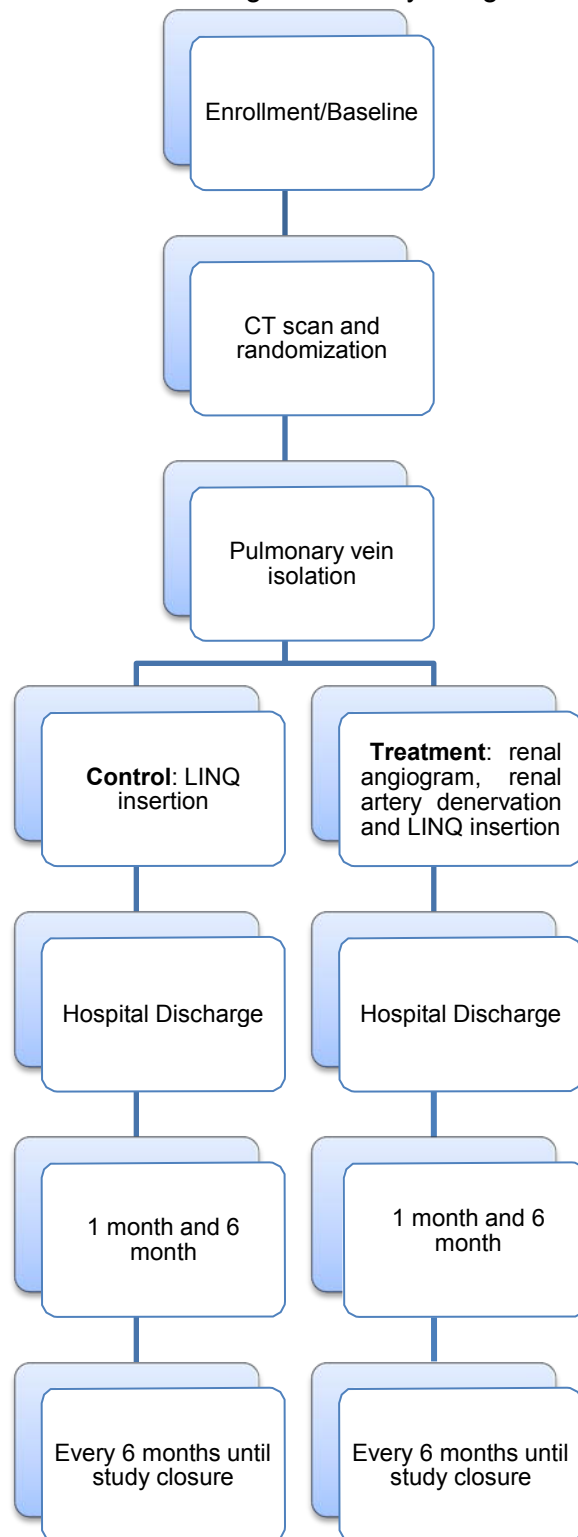 Enrollment/Baseline
CT scan and
randomization
Pulmonary vein
isolation
Control: LINQ
insertion
Treatment: renal
angiogram, renal
artery denervation
and LINQ insertion
Hospital Discharge
Hospital Discharge
1 month and 6
month
1 month and 6
month
Every 6 months until
study closure
Every 6 months until
study closure